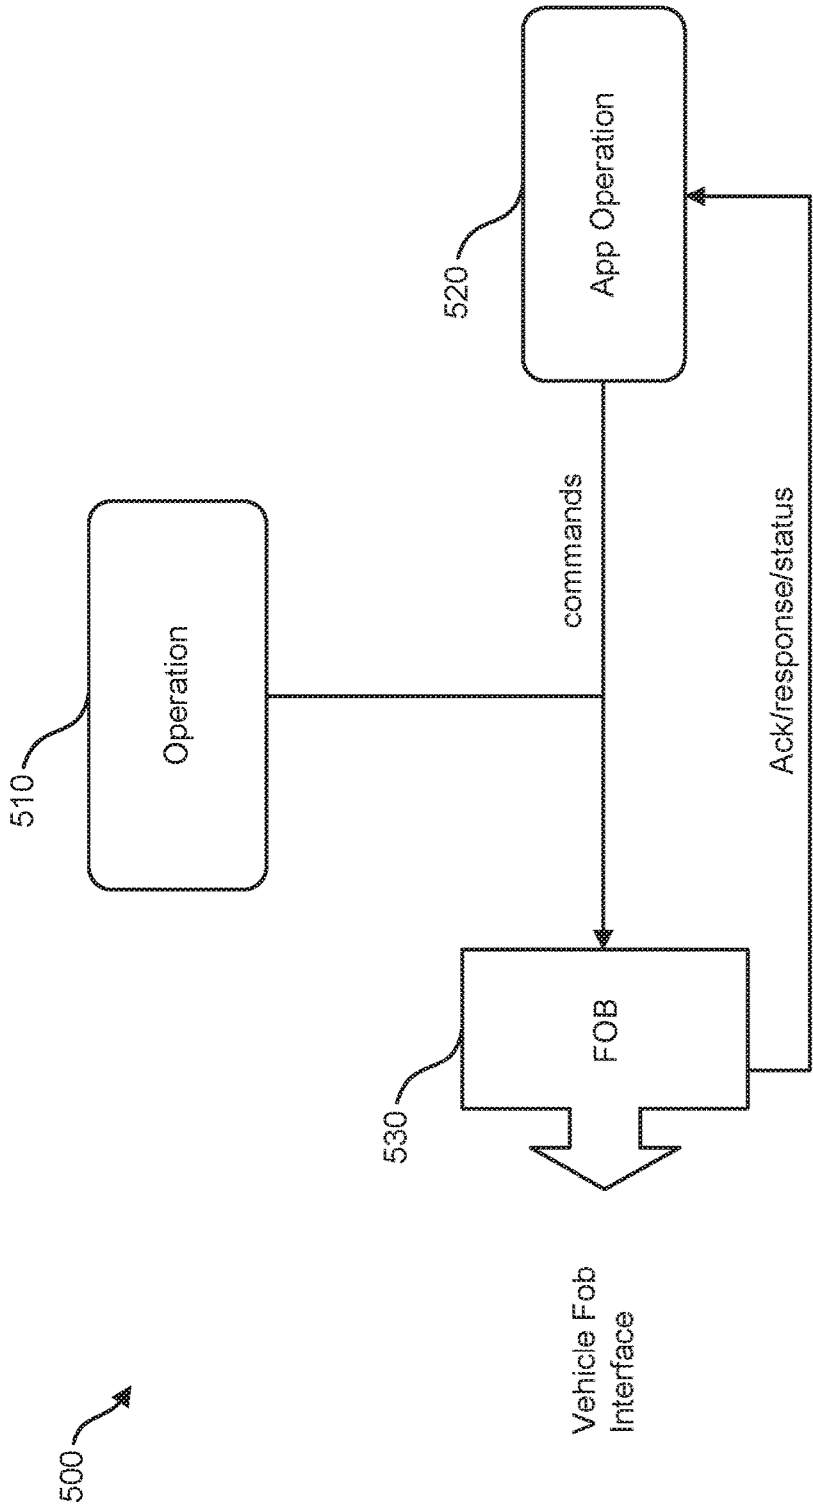 500
510
Operation
520
App Operation
530
FOB
commands
Ack/response/status
Vehicle Fob
Interface